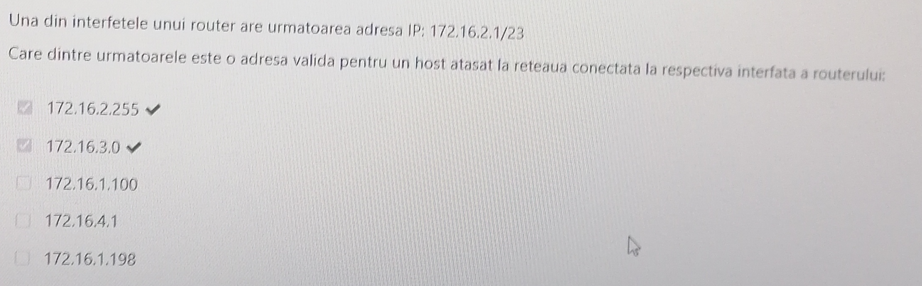 Una din interfetele unui router are urmatoarea adresa IP: 172.16.2.1/23
Care dintre urmatoarele este o adresa valida pentru un host atasat la reteaua conectata la respectiva interfata a routerului:
172.16.2.255
172.16.3.0
172.16.1.100
172.16.4.1
172.16.1.198